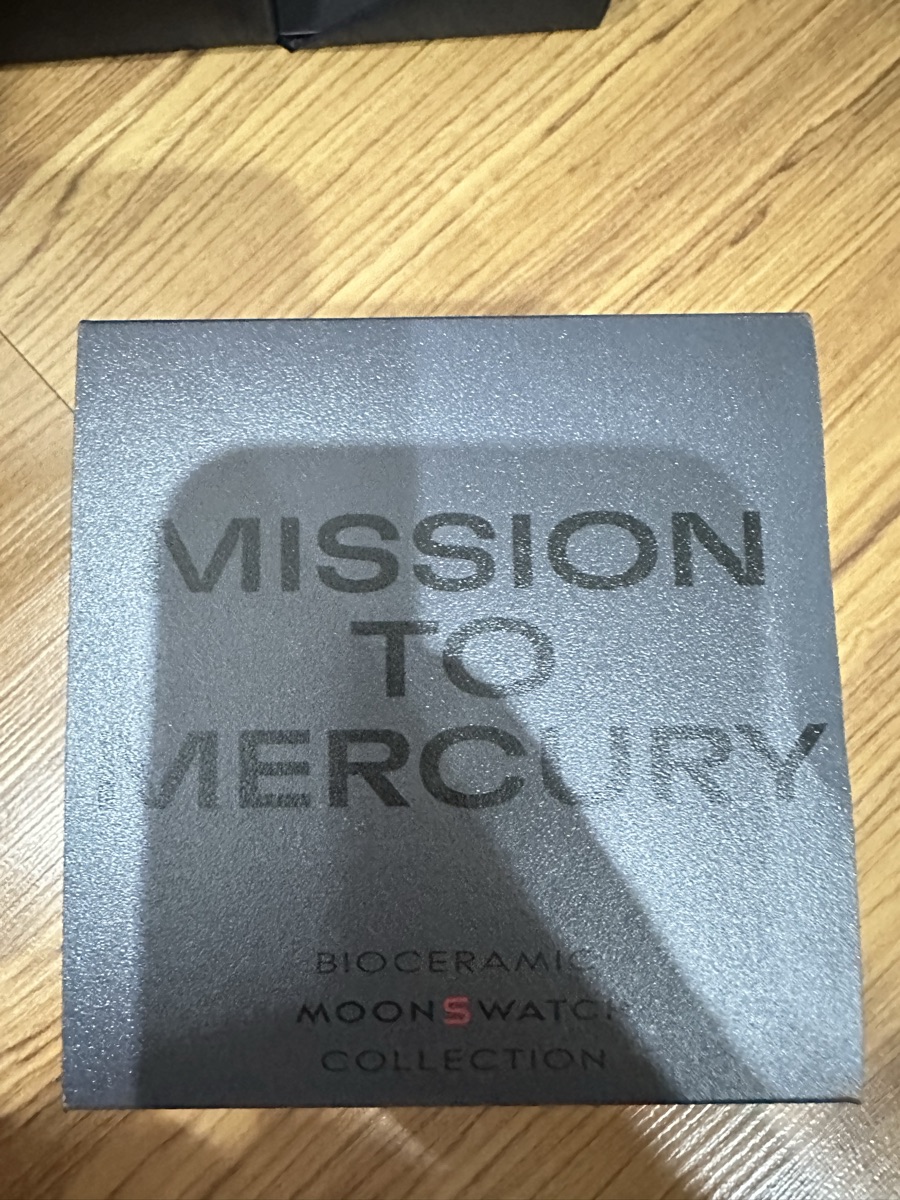 MISSION
TO
MERCURY
BIOCERAMIC
MOONSWATCH
COLLECTION